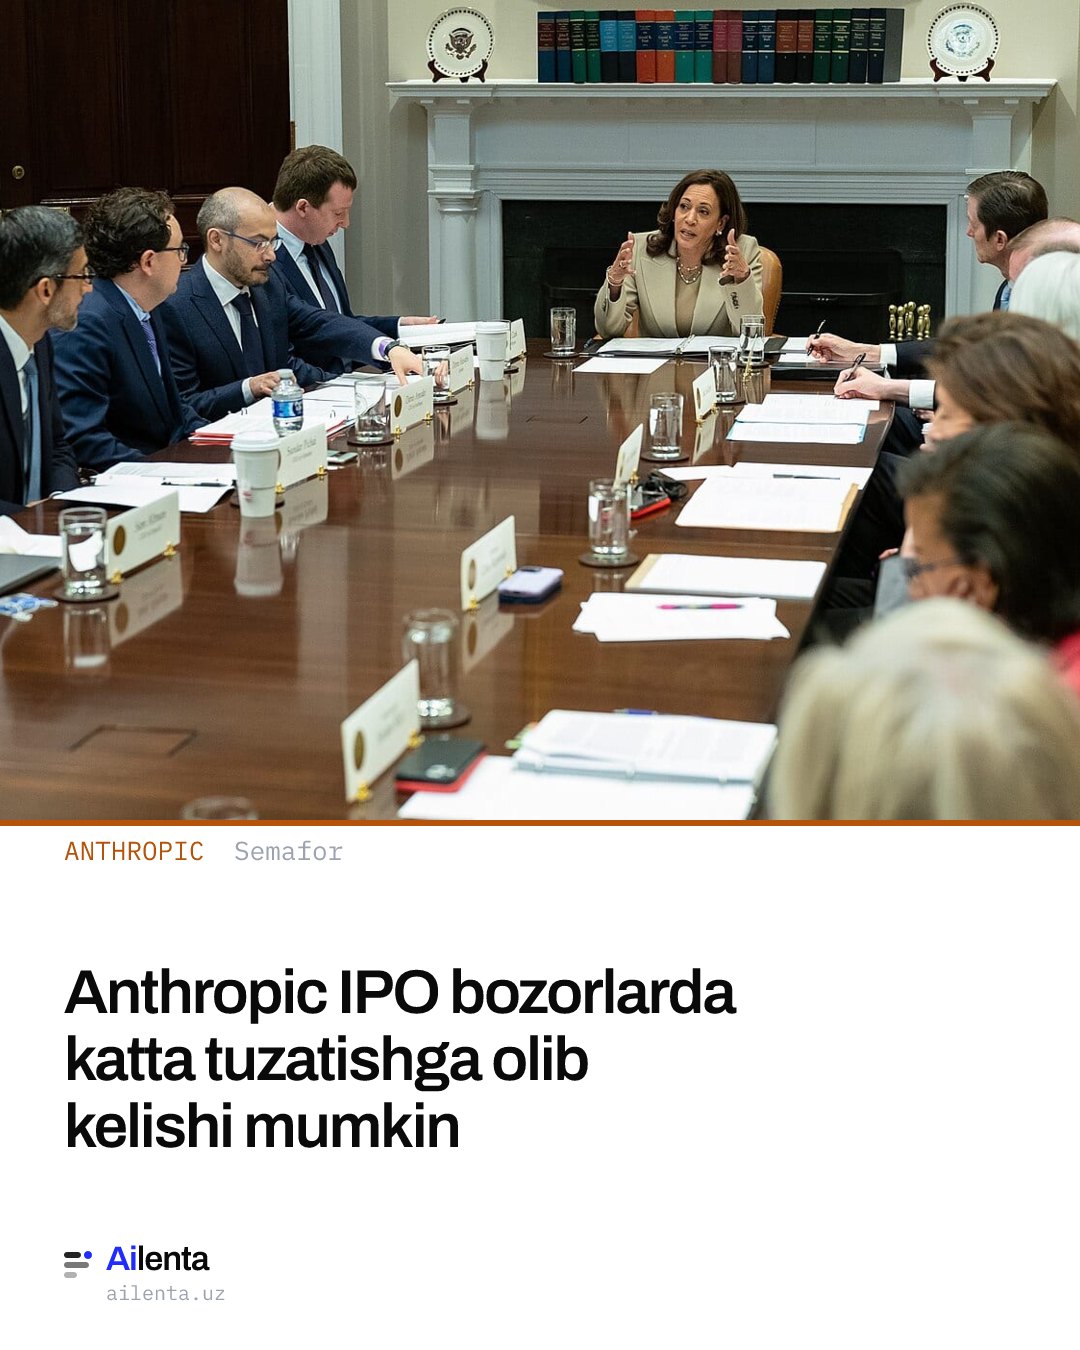 ANTHROPIC Semafor
Anthropic IPO bozorlarda
katta tuzatishga olib
kelishi mumkin
Ailenta
ailenta.uz